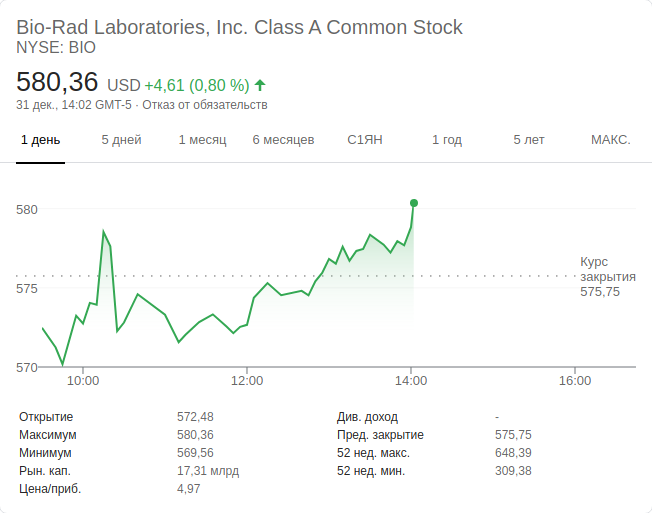 Bio-Rad Laboratories, Inc. Class A Common Stock
NYSE: BIO
580,36 USD +4,61 (0,80 %)
31 дек., 14:02 GMT-5 · Отказ от обязательств
1 день 5 дней 1 месяц 6 месяцев С1ЯН 1 год 5 лет МАКС.
580
575
570
Курс
закрытия
575,75
10:00 12:00 14:00 16:00
Открытие 572,48 Див. доход -
Максимум 580,36 Пред. закрытие 575,75
Минимум 569,56 52 нед. макс. 648,39
Рын. кап. 17,31 млрд 52 нед. мин. 309,38
Цена/приб. 4,97